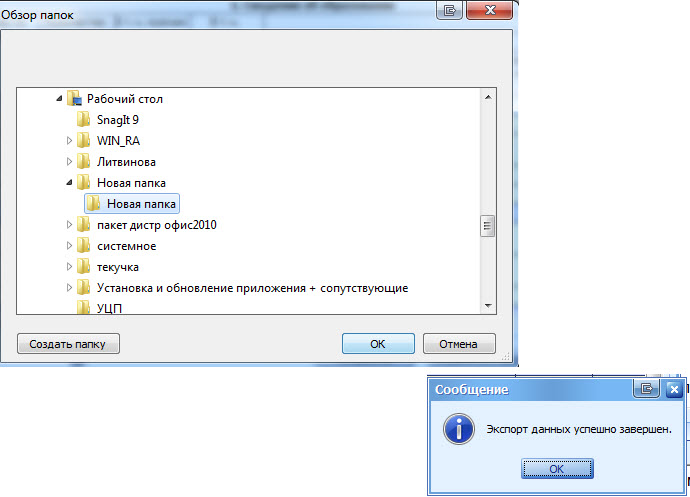 Обзор папок
Рабочий стол
SnagIt 9
WIN_RA
Литвинова
Новая папка
Новая папка
пакет дистр офис2010
системное
текучка
Установка и обновление приложения + сопутствующие
УЦП
Создать папку
OK
Отмена
Сообщение
Экспорт данных успешно завершен.
OK